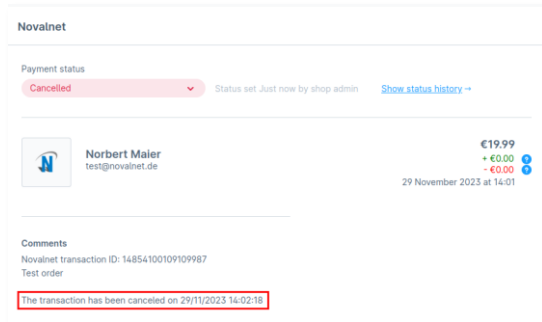 Novalnet
Payment status
Cancelled
Status set Just now by shop admin
Show status history →
N
Norbert Maier
test@novalnet.de
€19.99
+ €0.00 ?
- €0.00 ?
29 November 2023 at 14:01
Comments
Novalnet transaction ID: 14854100109109987
Test order
The transaction has been canceled on 29/11/2023 14:02:18